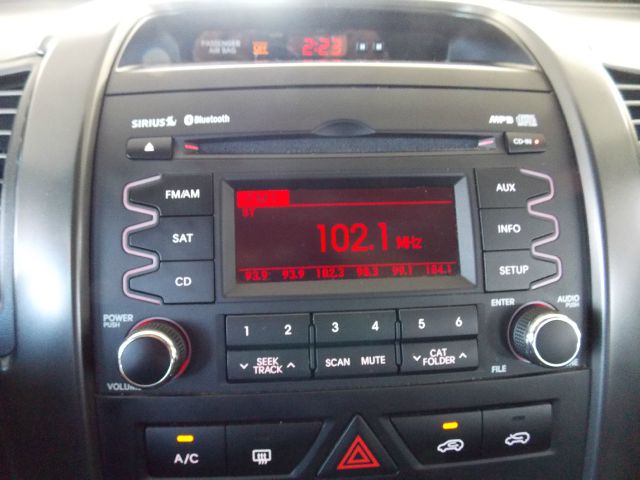 PASSENGER AIR BAG OFF 2:23
SIRIUS Bluetooth MP3
CD-IN
FM/AM AUX
102.1 MHz
SAT INFO
CD SETUP
93.9 93.9 102.3 98.3 99.1 104.1
POWER PUSH ENTER AUDIO PUSH
1 2 3 4 5 6
SEEK TRACK SCAN MUTE CAT FOLDER
VOLUME FILE
A/C